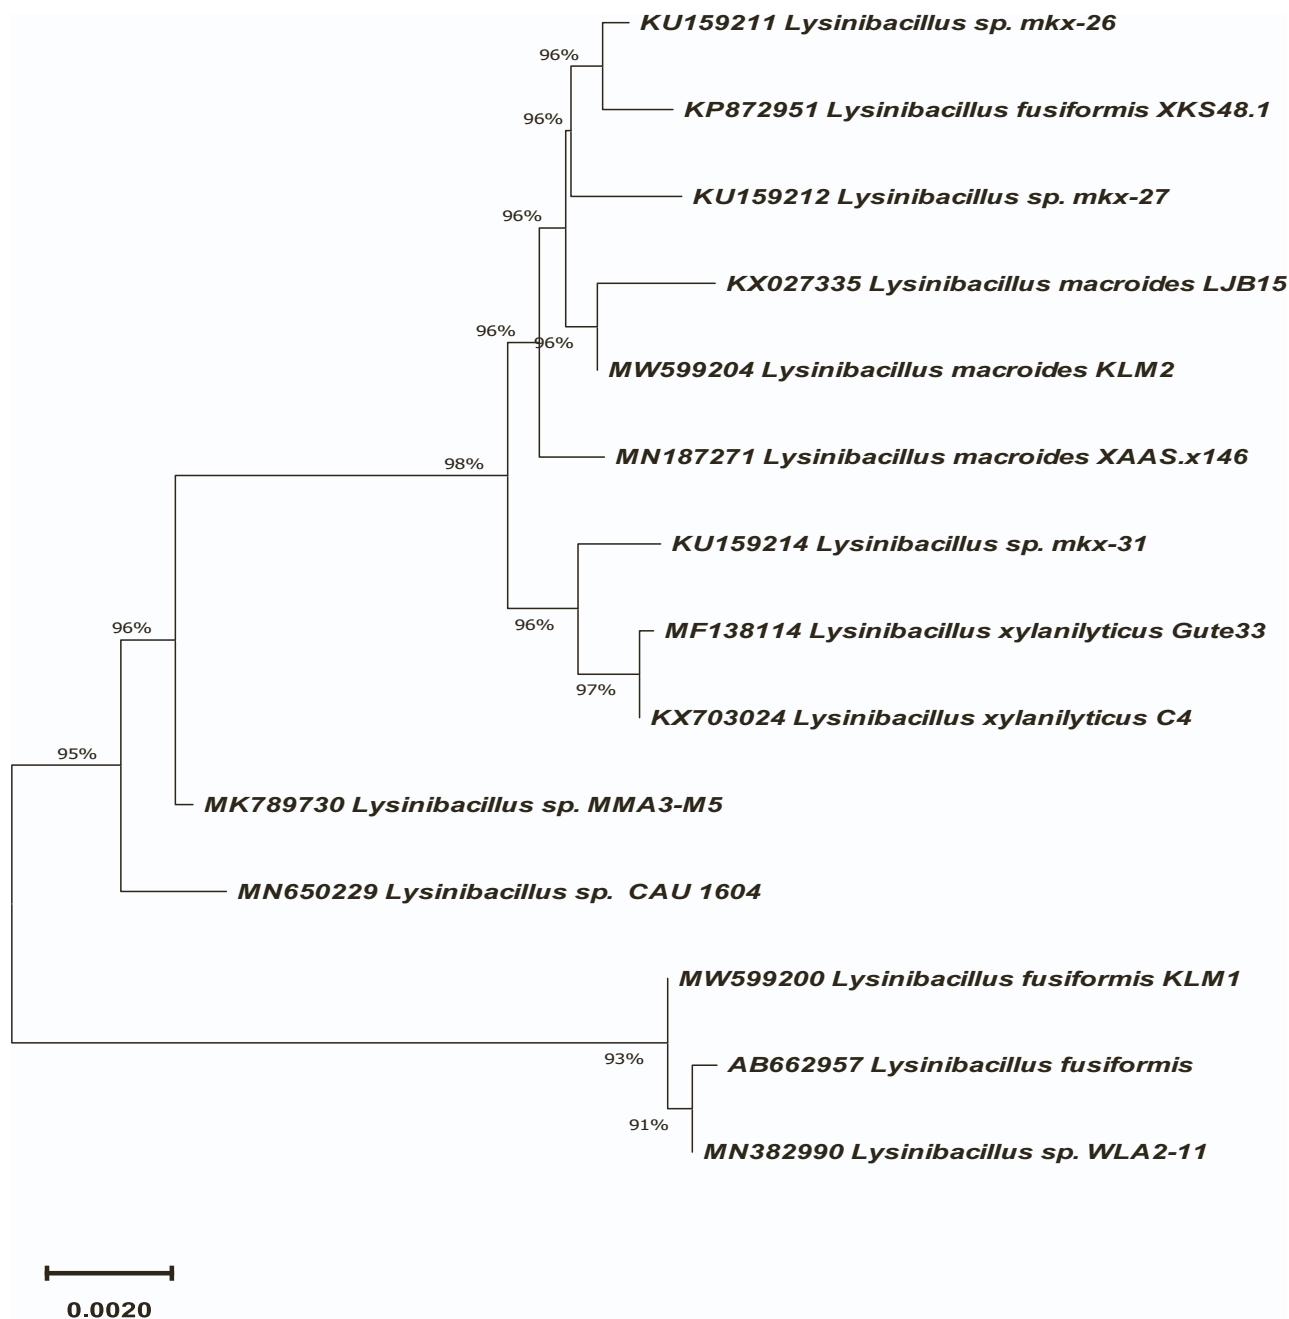 KU159211 Lysinibacillus sp. mkx-26
96%
KP872951 Lysinibacillus fusiformis XKS48.1
96%
KU159212 Lysinibacillus sp. mkx-27
96%
KX027335 Lysinibacillus macroides LJB15
96%
96%
MW599204 Lysinibacillus macroides KLM2
MN187271 Lysinibacillus macroides XAAS.x146
98%
KU159214 Lysinibacillus sp. mkx-31
96%
MF138114 Lysinibacillus xylanilyticus Gute33
96%
97%
KX703024 Lysinibacillus xylanilyticus C4
95%
MK789730 Lysinibacillus sp. MMA3-M5
MN650229 Lysinibacillus sp. CAU 1604
MW599200 Lysinibacillus fusiformis KLM1
93%
AB662957 Lysinibacillus fusiformis
91%
MN382990 Lysinibacillus sp. WLA2-11
0.0020